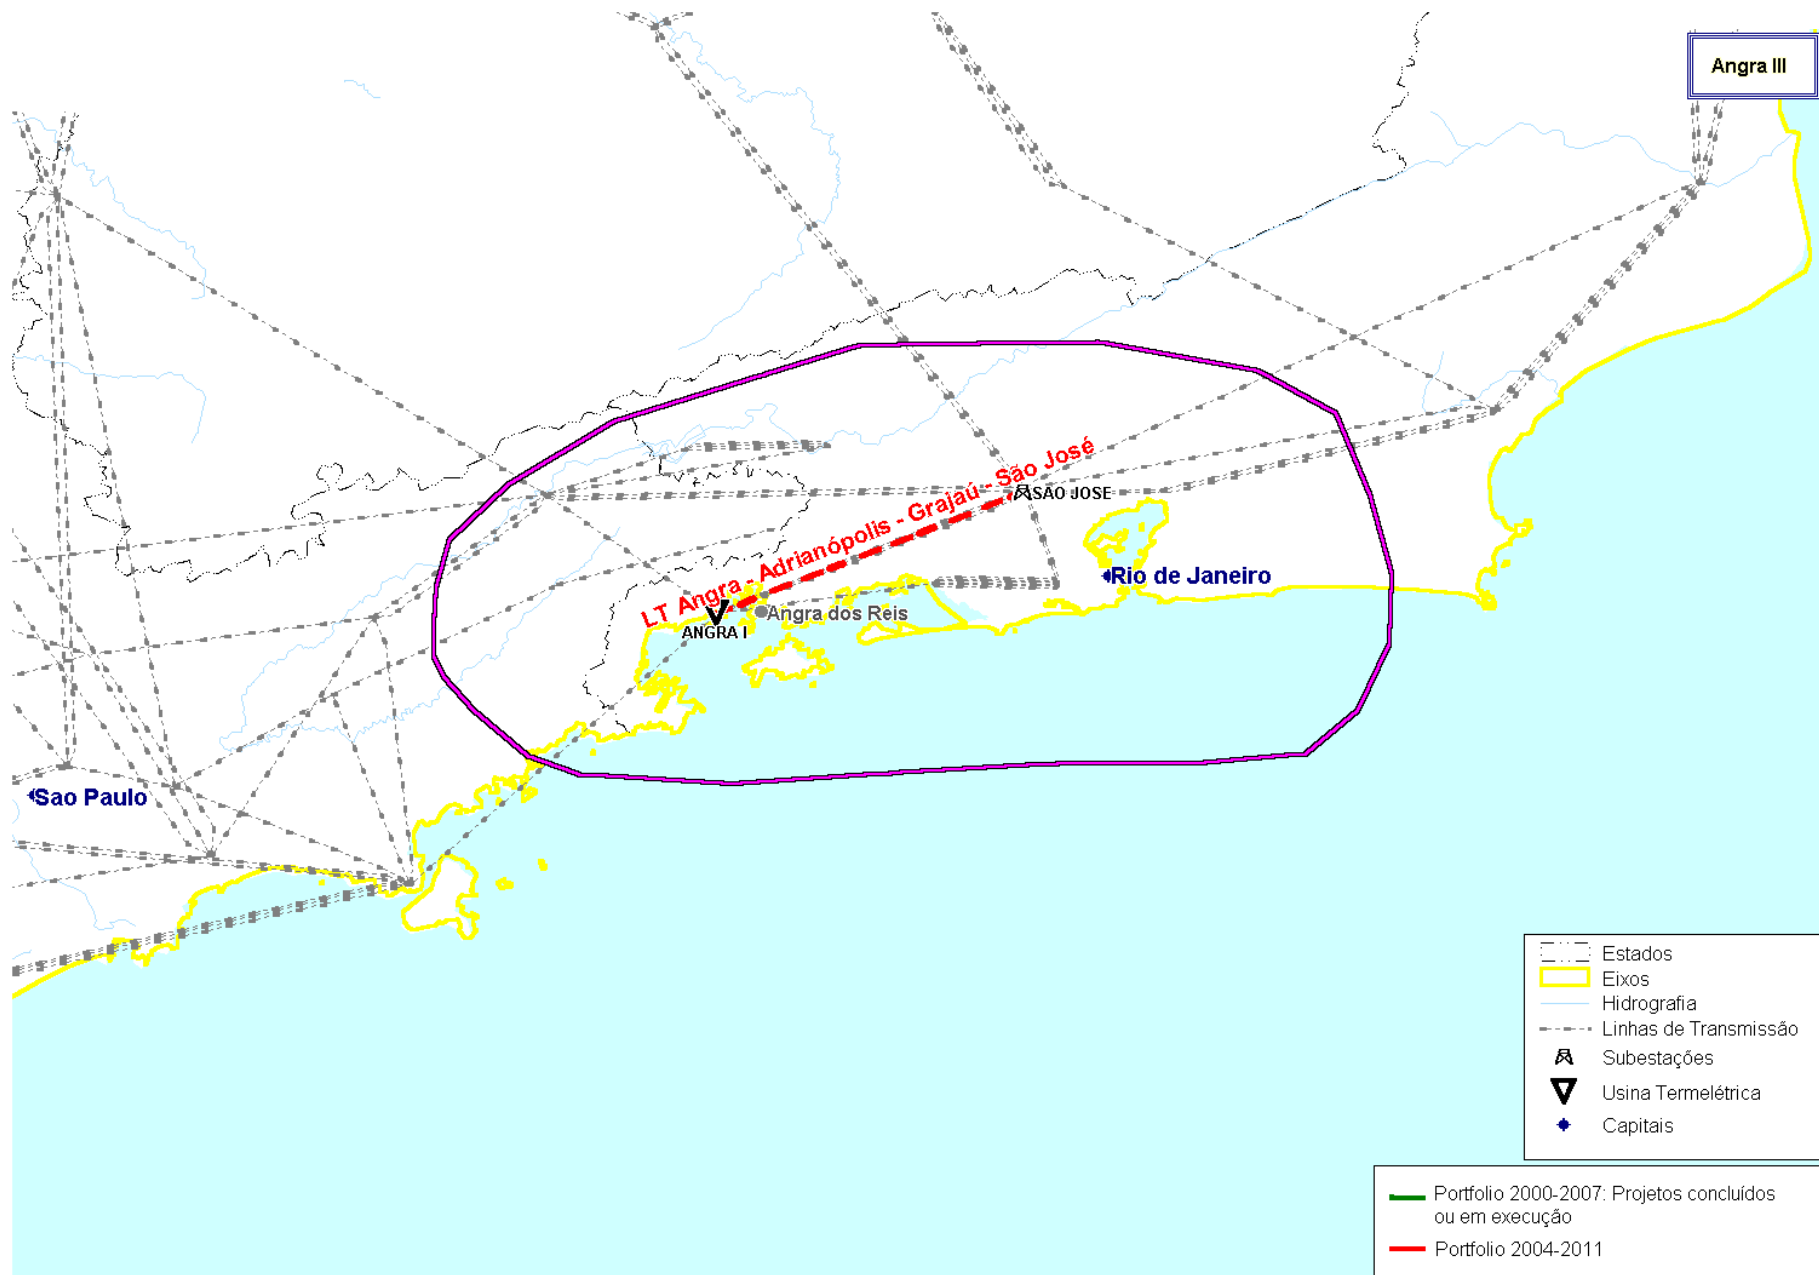 Angra III
LT Angra - Adrianópolis - Grajaú - São José
SAO JOSE
Rio de Janeiro
Angra dos Reis
ANGRA I
Sao Paulo
Estados
Eixos
Hidrografia
Linhas de Transmissão
Subestações
Usina Termelétrica
Capitais
Portfolio 2000-2007: Projetos concluídos
ou em execução
Portfolio 2004-2011